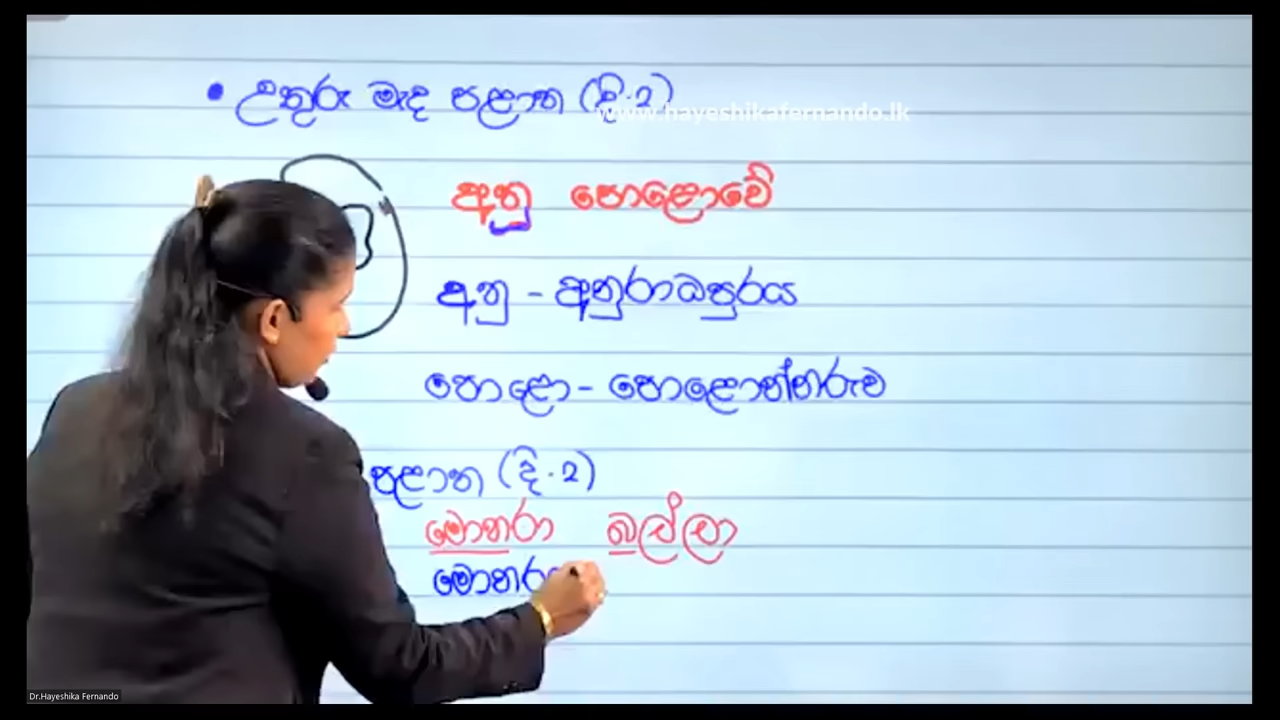 • උතුරු මැද පළාත (දි.2)
www.hayeshikafernando.lk
අනු පොළොවේ
අනු - අනුරාධපුරය
පොළො - පොළොන්නරුව
පළාත (දි.2)
මොනරා බල්ලා
මොනරා
Dr.Hayeshika Fernando